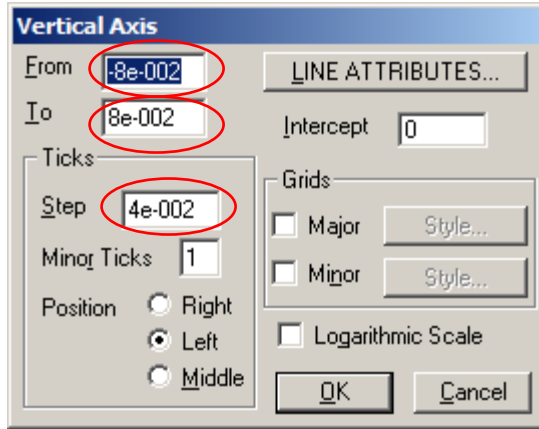 Vertical Axis
From -8e-002
To 8e-002
LINE ATTRIBUTES...
Intercept 0
Ticks
Step 4e-002
Minor Ticks 1
Position Right
Left
Middle
Grids
Major Style...
Minor Style...
Logarithmic Scale
OK Cancel